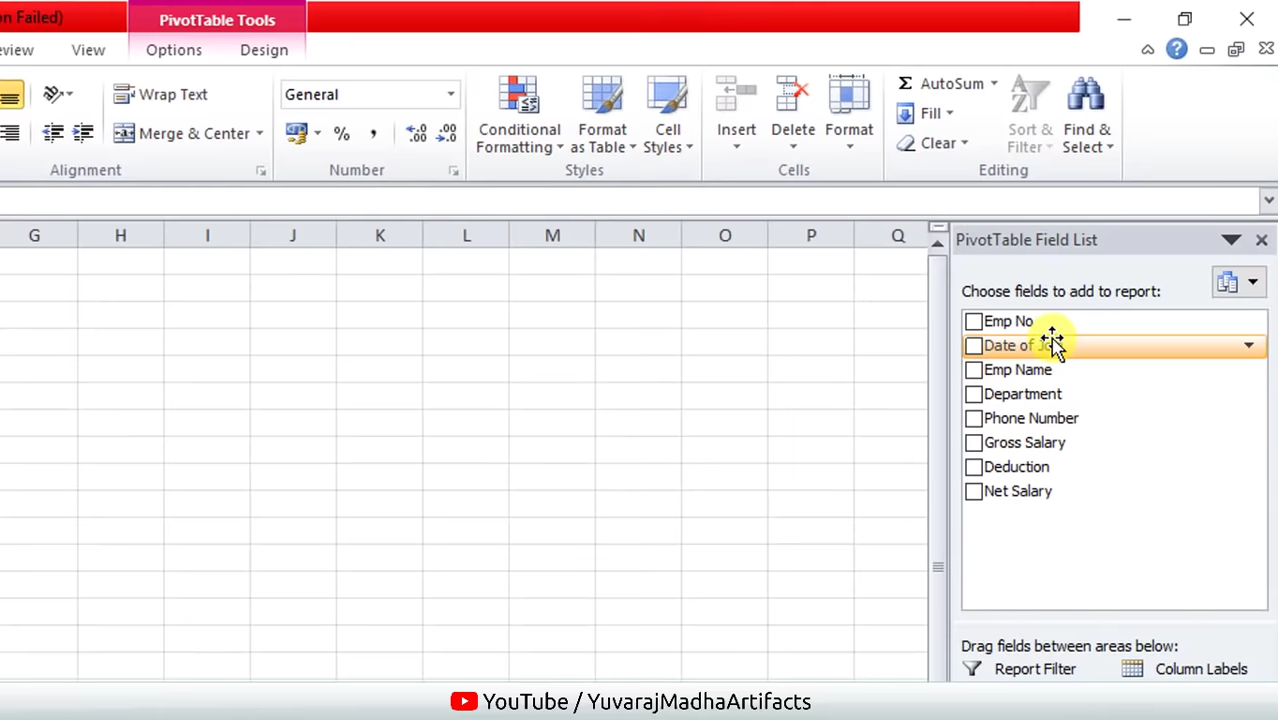 on Failed)
PivotTable Tools
eview View Options Design
Wrap Text
Merge & Center
Alignment
General
%
Number
Conditional Formatting
Format as Table
Cell Styles
Styles
Insert
Delete
Format
Cells
Σ AutoSum
Fill
Clear
Sort & Filter
Find & Select
Editing
G H I J K L M N O P Q
PivotTable Field List
Choose fields to add to report:
Emp No
Date of
Emp Name
Department
Phone Number
Gross Salary
Deduction
Net Salary
Drag fields between areas below:
Report Filter Column Labels
YouTube / YuvarajMadhaArtifacts